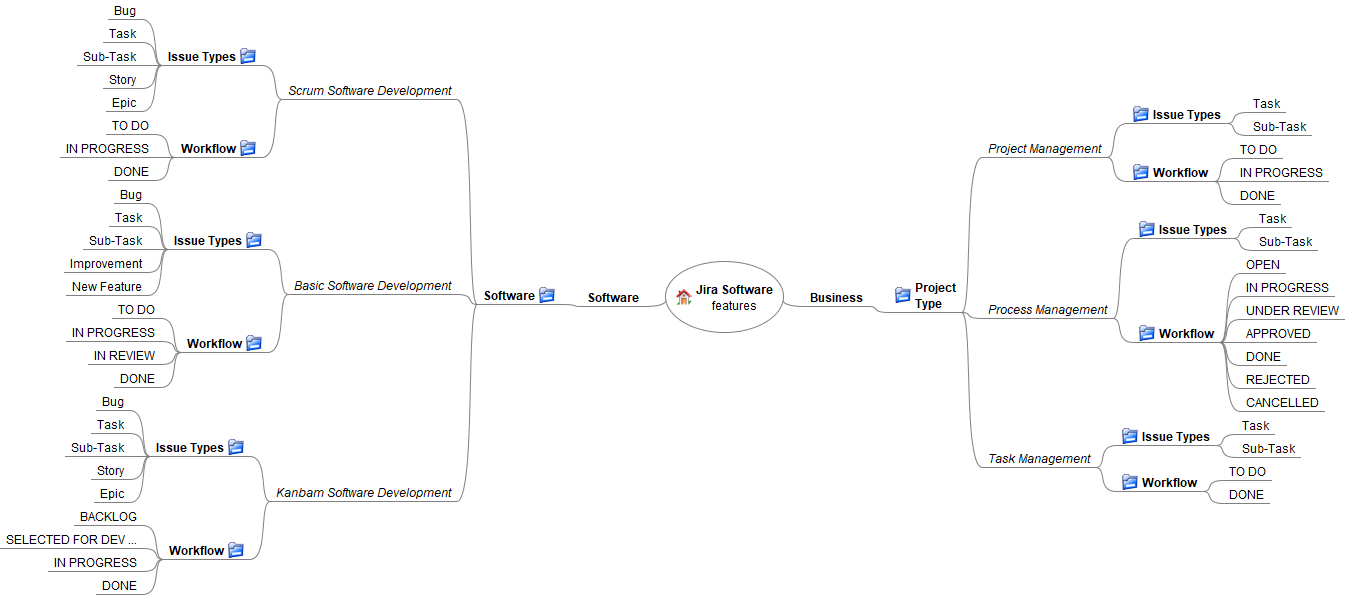 Jira Software
features
Software
Software
Scrum Software Development
Issue Types
Bug
Task
Sub-Task
Story
Epic
Workflow
TO DO
IN PROGRESS
DONE
Basic Software Development
Issue Types
Bug
Task
Sub-Task
Improvement
New Feature
Workflow
TO DO
IN PROGRESS
IN REVIEW
DONE
Kanbam Software Development
Issue Types
Bug
Task
Sub-Task
Story
Epic
Workflow
BACKLOG
SELECTED FOR DEV ...
IN PROGRESS
DONE
Business
Project
Type
Project Management
Issue Types
Task
Sub-Task
Workflow
TO DO
IN PROGRESS
DONE
Process Management
Issue Types
Task
Sub-Task
Workflow
OPEN
IN PROGRESS
UNDER REVIEW
APPROVED
DONE
REJECTED
CANCELLED
Task Management
Issue Types
Task
Sub-Task
Workflow
TO DO
DONE